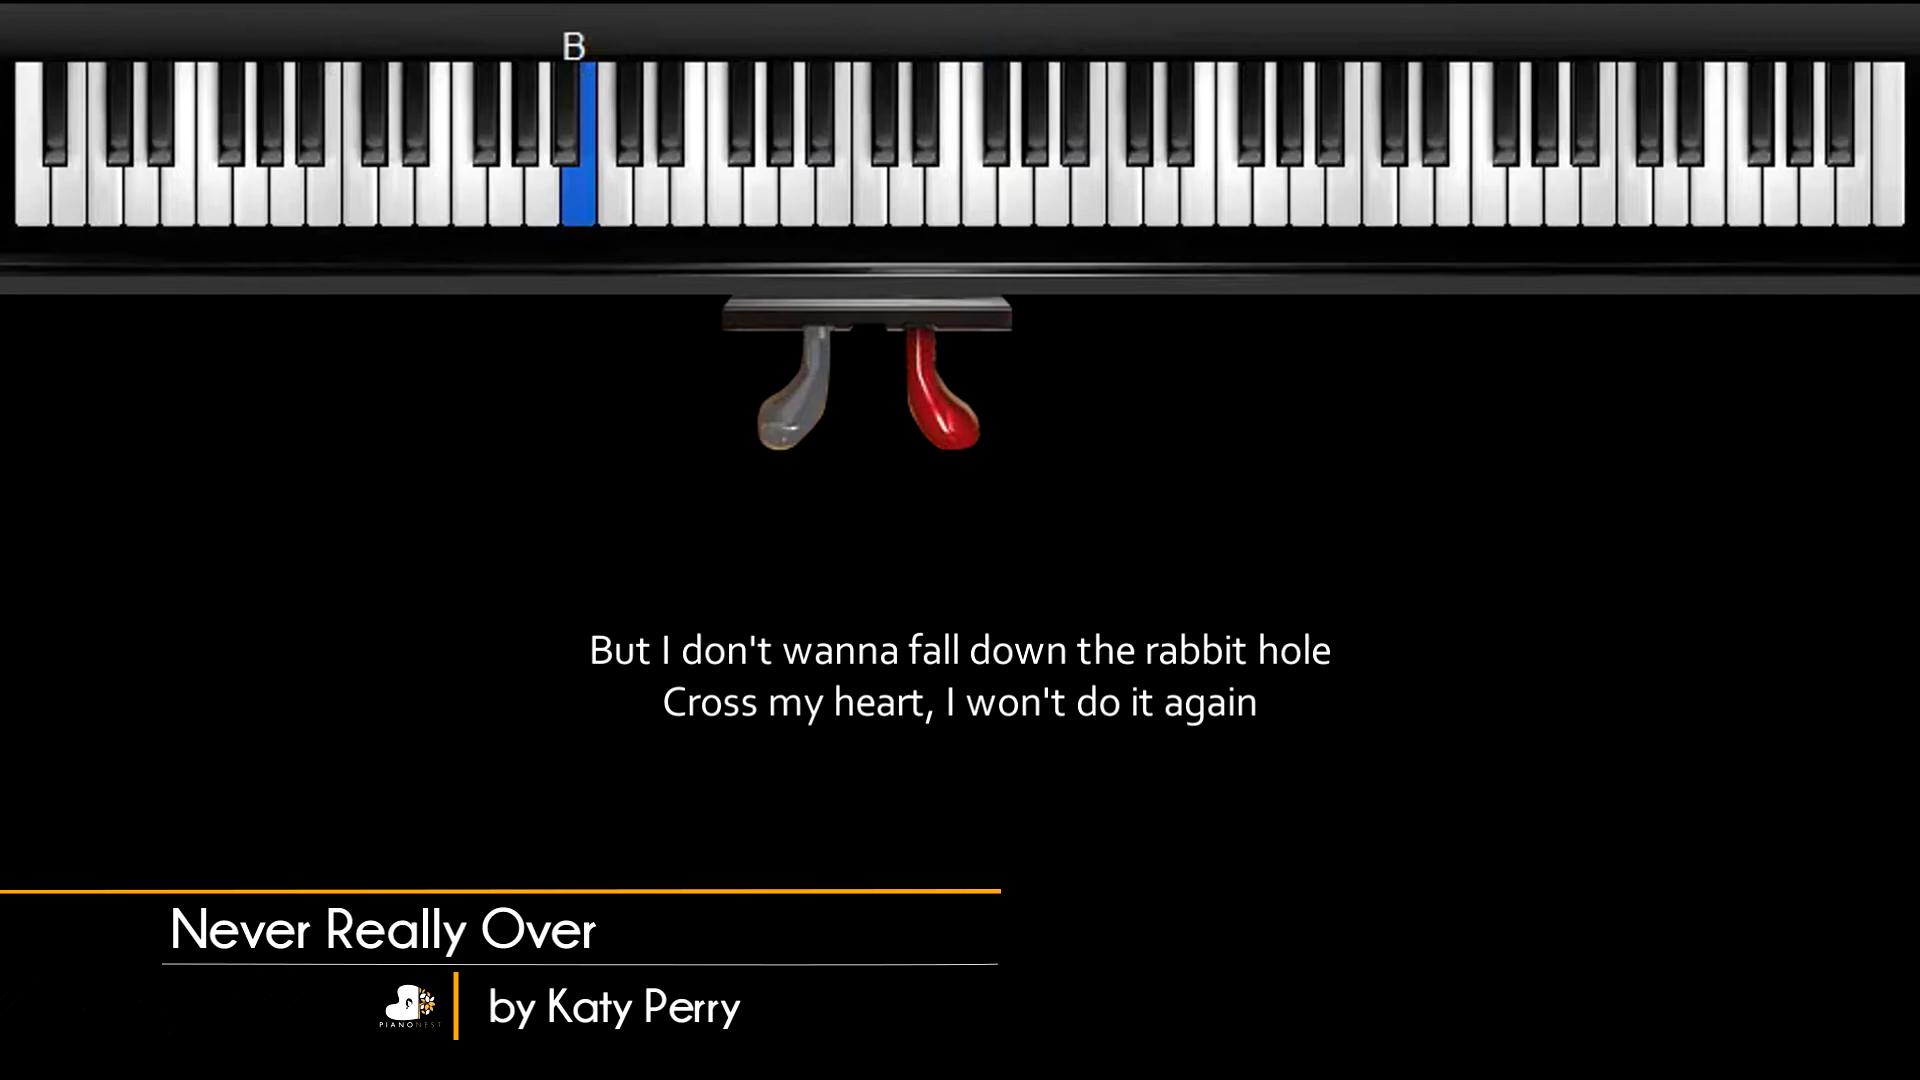 B
But I don't wanna fall down the rabbit hole
Cross my heart, I won't do it again
Never Really Over
PIANONEST
by Katy Perry